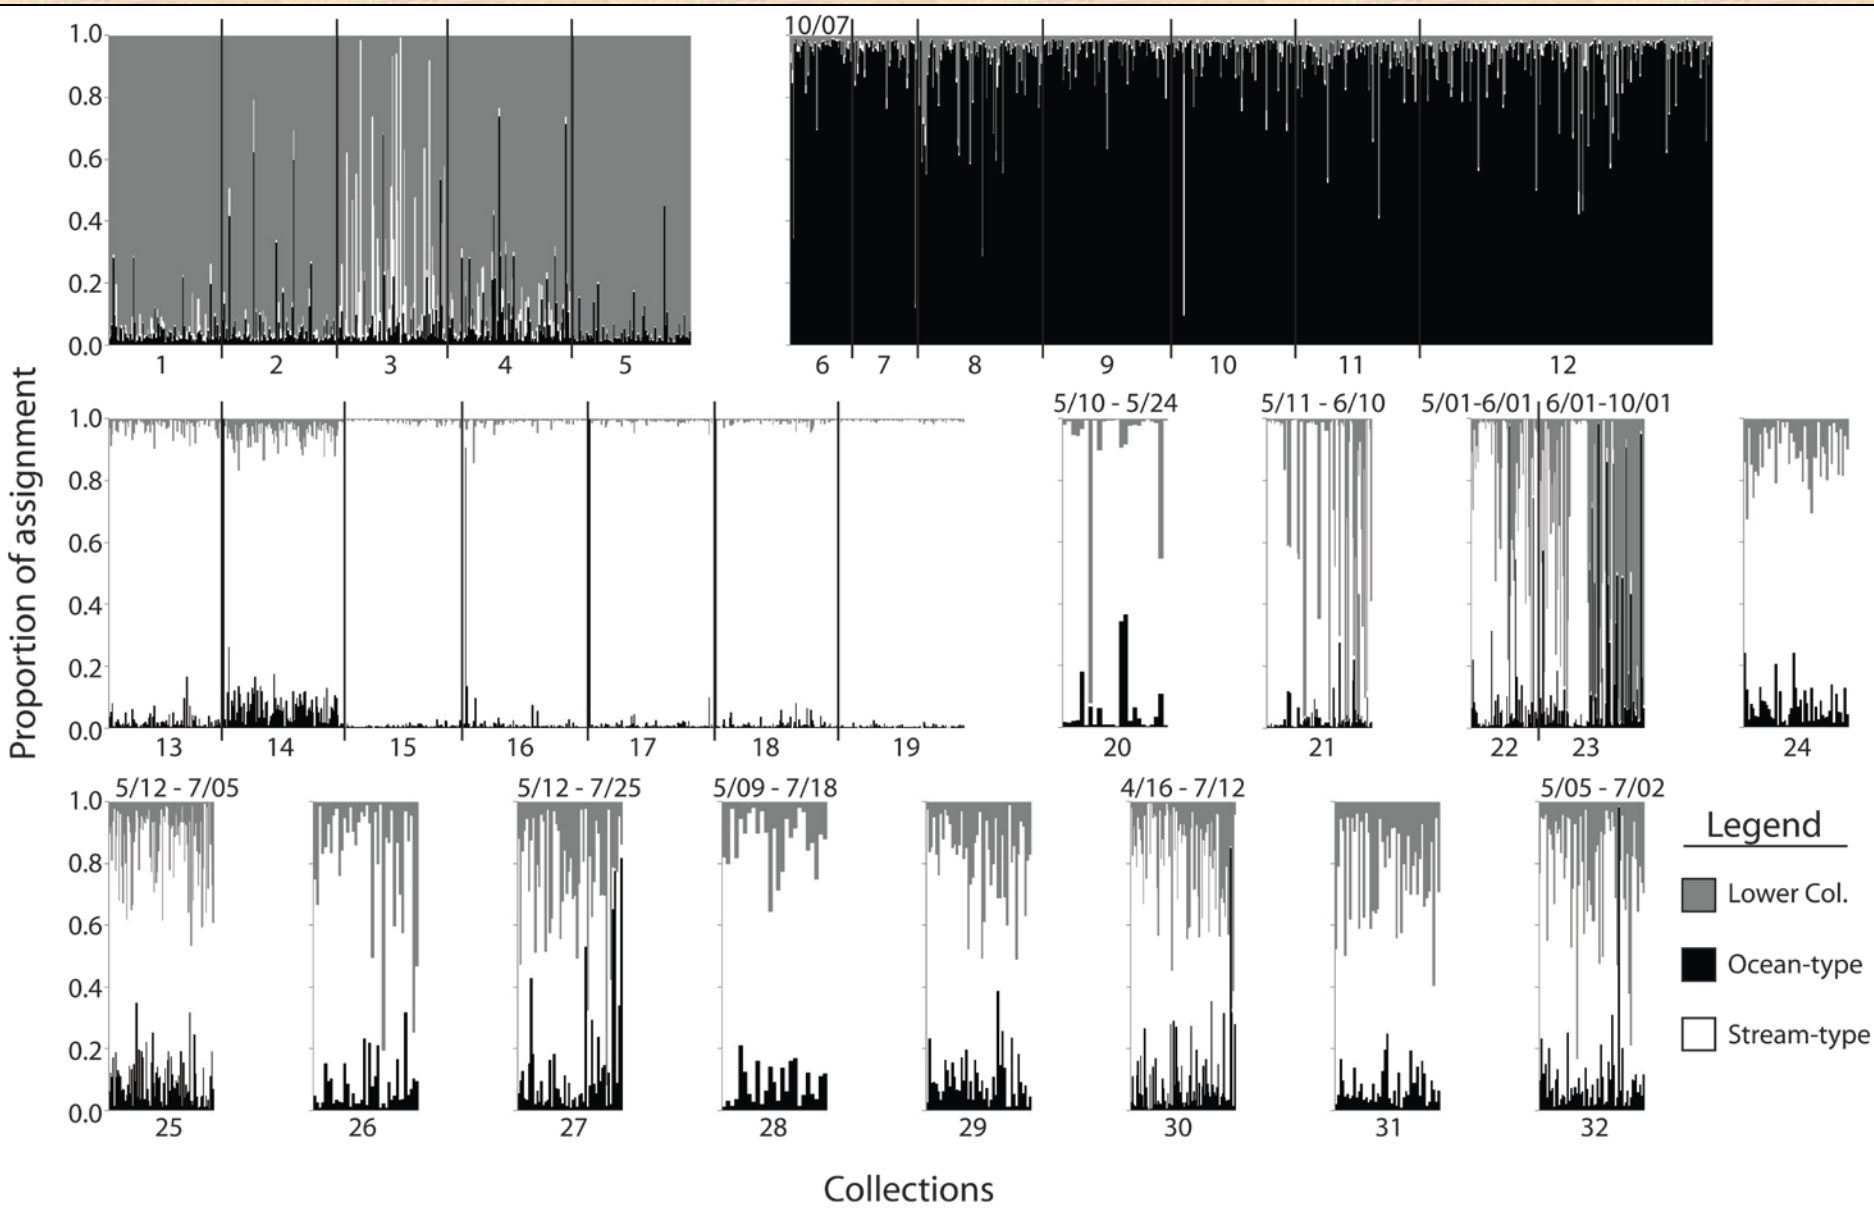 10/07
1.0
0.8
0.6
0.4
0.2
0.0
1 2 3 4 5
6 7 8 9 10 11 12
Proportion of assignment
5/10 - 5/24
5/11 - 6/10
5/01-6/01
6/01-10/01
1.0
0.8
0.6
0.4
0.2
0.0
13 14 15 16 17 18 19
20
21
22 23
24
5/12 - 7/05
5/12 - 7/25
5/09 - 7/18
4/16 - 7/12
5/05 - 7/02
1.0
0.8
0.6
0.4
0.2
0.0
25
26
27
28
29
30
31
32
Legend
Lower Col.
Ocean-type
Stream-type
Collections